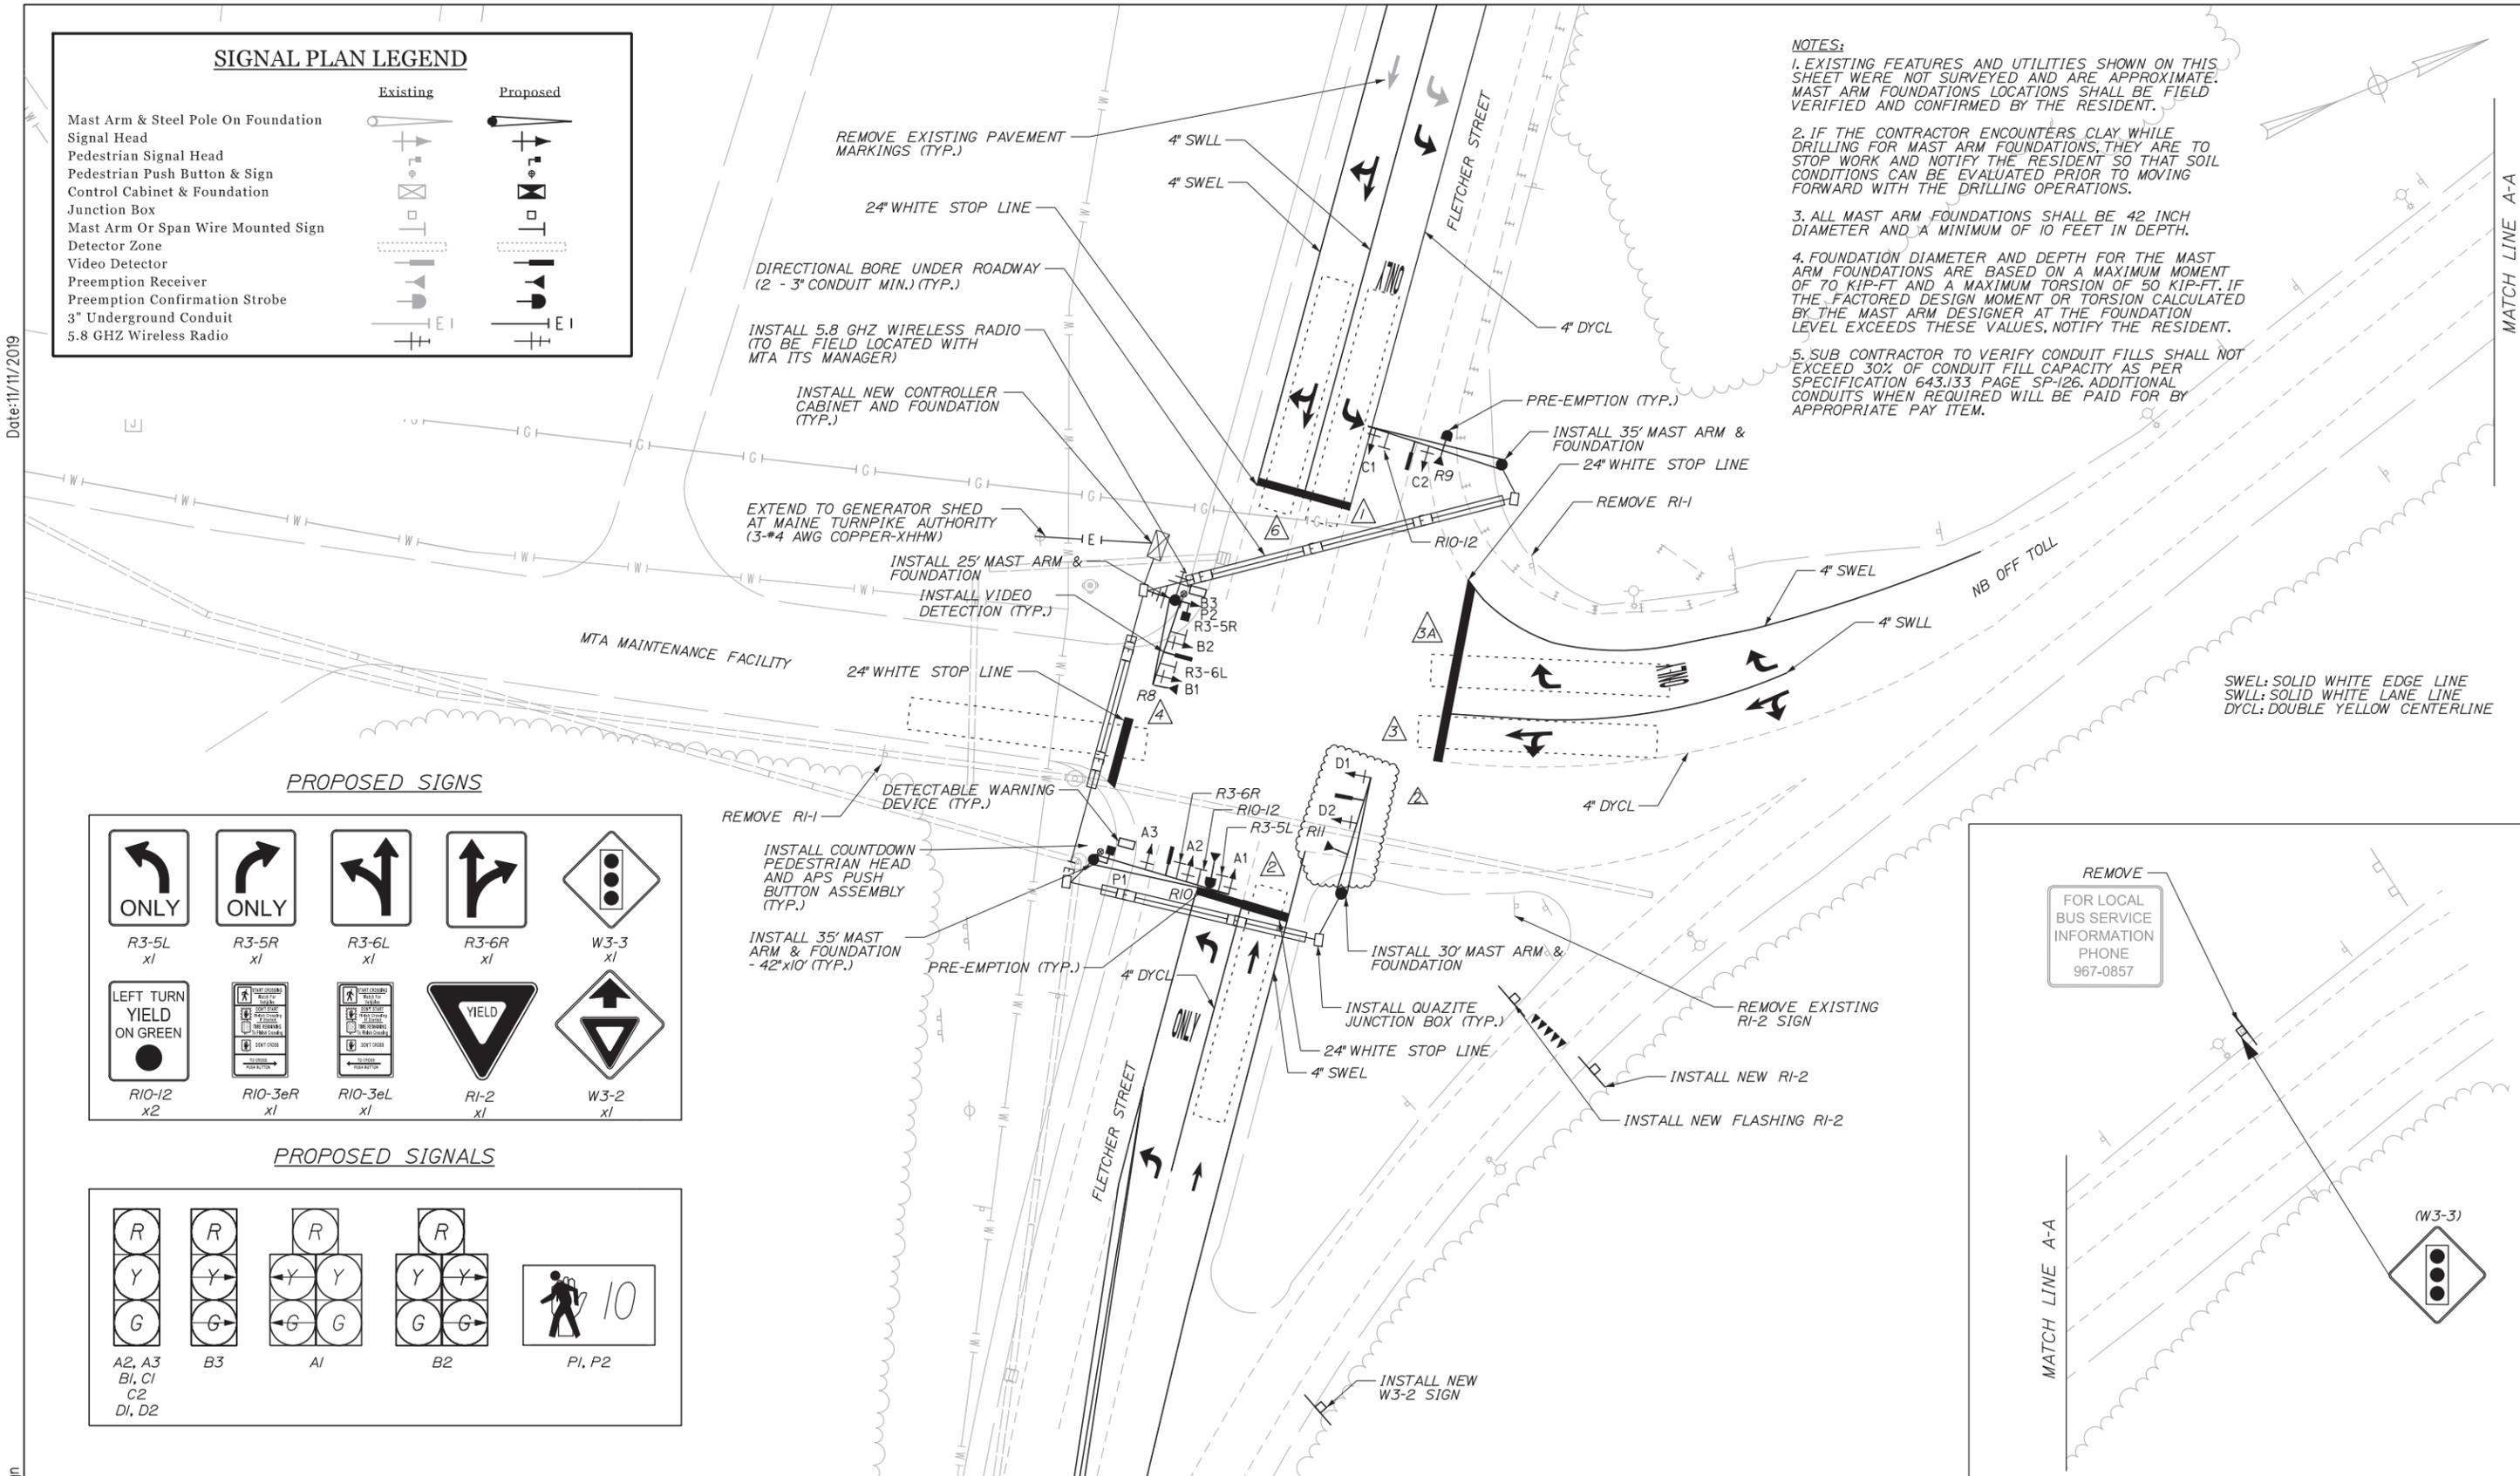 SIGNAL PLAN LEGEND
Existing
Proposed
Mast Arm & Steel Pole On Foundation
Signal Head
Pedestrian Signal Head
Pedestrian Push Button & Sign
Control Cabinet & Foundation
Junction Box
Mast Arm Or Span Wire Mounted Sign
Detector Zone
Video Detector
Preemption Receiver
Preemption Confirmation Strobe
3" Underground Conduit
E
E
5.8 GHZ Wireless Radio
Date:11/11/2019
NOTES:
1. EXISTING FEATURES AND UTILITIES SHOWN ON THIS
SHEET WERE NOT SURVEYED AND ARE APPROXIMATE.
MAST ARM FOUNDATIONS LOCATIONS SHALL BE FIELD
VERIFIED AND CONFIRMED BY THE RESIDENT.
2. IF THE CONTRACTOR ENCOUNTERS CLAY WHILE
DRILLING FOR MAST ARM FOUNDATIONS, THEY ARE TO
STOP WORK AND NOTIFY THE RESIDENT SO THAT SOIL
CONDITIONS CAN BE EVALUATED PRIOR TO MOVING
FORWARD WITH THE DRILLING OPERATIONS.
3. ALL MAST ARM FOUNDATIONS SHALL BE 42 INCH
DIAMETER AND A MINIMUM OF 10 FEET IN DEPTH.
4. FOUNDATION DIAMETER AND DEPTH FOR THE MAST
ARM FOUNDATIONS ARE BASED ON A MAXIMUM MOMENT
OF 70 KIP-FT AND A MAXIMUM TORSION OF 50 KIP-FT. IF
THE FACTORED DESIGN MOMENT OR TORSION CALCULATED
BY THE MAST ARM DESIGNER AT THE FOUNDATION
LEVEL EXCEEDS THESE VALUES, NOTIFY THE RESIDENT.
5. SUB CONTRACTOR TO VERIFY CONDUIT FILLS SHALL NOT
EXCEED 30% OF CONDUIT FILL CAPACITY AS PER
SPECIFICATION 643.133 PAGE SP-126. ADDITIONAL
CONDUITS WHEN REQUIRED WILL BE PAID FOR BY
APPROPRIATE PAY ITEM.
MATCH LINE A-A
REMOVE EXISTING PAVEMENT
MARKINGS (TYP.)
4" SWLL
4" SWEL
24" WHITE STOP LINE
DIRECTIONAL BORE UNDER ROADWAY
(2 - 3" CONDUIT MIN.) (TYP.)
INSTALL 5.8 GHZ WIRELESS RADIO
(TO BE FIELD LOCATED WITH
MTA ITS MANAGER)
INSTALL NEW CONTROLLER
CABINET AND FOUNDATION
(TYP.)
EXTEND TO GENERATOR SHED
AT MAINE TURNPIKE AUTHORITY
(3-#4 AWG COPPER-XHHW)
INSTALL 25' MAST ARM &
FOUNDATION
INSTALL VIDEO
DETECTION (TYP.)
MTA MAINTENANCE FACILITY
24" WHITE STOP LINE
FLETCHER STREET
ONLY
4" DYCL
PRE-EMPTION (TYP.)
INSTALL 35' MAST ARM &
FOUNDATION
24" WHITE STOP LINE
REMOVE R1-1
C1
C2
R9
R10-12
6
1
B3
P2
R3-5R
B2
R3-6L
B1
R8
4
3A
3
NB OFF TOLL
4" SWEL
4" SWLL
4" DYCL
SWEL: SOLID WHITE EDGE LINE
SWLL: SOLID WHITE LANE LINE
DYCL: DOUBLE YELLOW CENTERLINE
REMOVE R1-1
DETECTABLE WARNING
DEVICE (TYP.)
INSTALL COUNTDOWN
PEDESTRIAN HEAD
AND APS PUSH
BUTTON ASSEMBLY
(TYP.)
INSTALL 35' MAST
ARM & FOUNDATION
- 42"x10' (TYP.)
PRE-EMPTION (TYP.)
4" DYCL
A3
R3-6R
R10-12
R3-5L
A2
A1
P1
R10
2
D1
D2
R11
2
INSTALL 30' MAST ARM &
FOUNDATION
INSTALL QUAZITE
JUNCTION BOX (TYP.)
24" WHITE STOP LINE
4" SWEL
ONLY
FLETCHER STREET
REMOVE EXISTING
R1-2 SIGN
INSTALL NEW R1-2
INSTALL NEW FLASHING R1-2
INSTALL NEW
W3-2 SIGN
PROPOSED SIGNS
ONLY
ONLY
R3-5L
x1
R3-5R
x1
R3-6L
x1
R3-6R
x1
W3-3
x1
LEFT TURN
YIELD
ON GREEN
YIELD
R10-12
x2
R10-3eR
x1
R10-3eL
x1
R1-2
x1
W3-2
x1
PROPOSED SIGNALS
R
Y
G
R
Y
G
R
Y Y
G G
R
Y Y
G G
10
A2, A3
B1, C1
C2
D1, D2
B3
A1
B2
P1, P2
REMOVE
FOR LOCAL
BUS SERVICE
INFORMATION
PHONE
967-0857
MATCH LINE A-A
(W3-3)